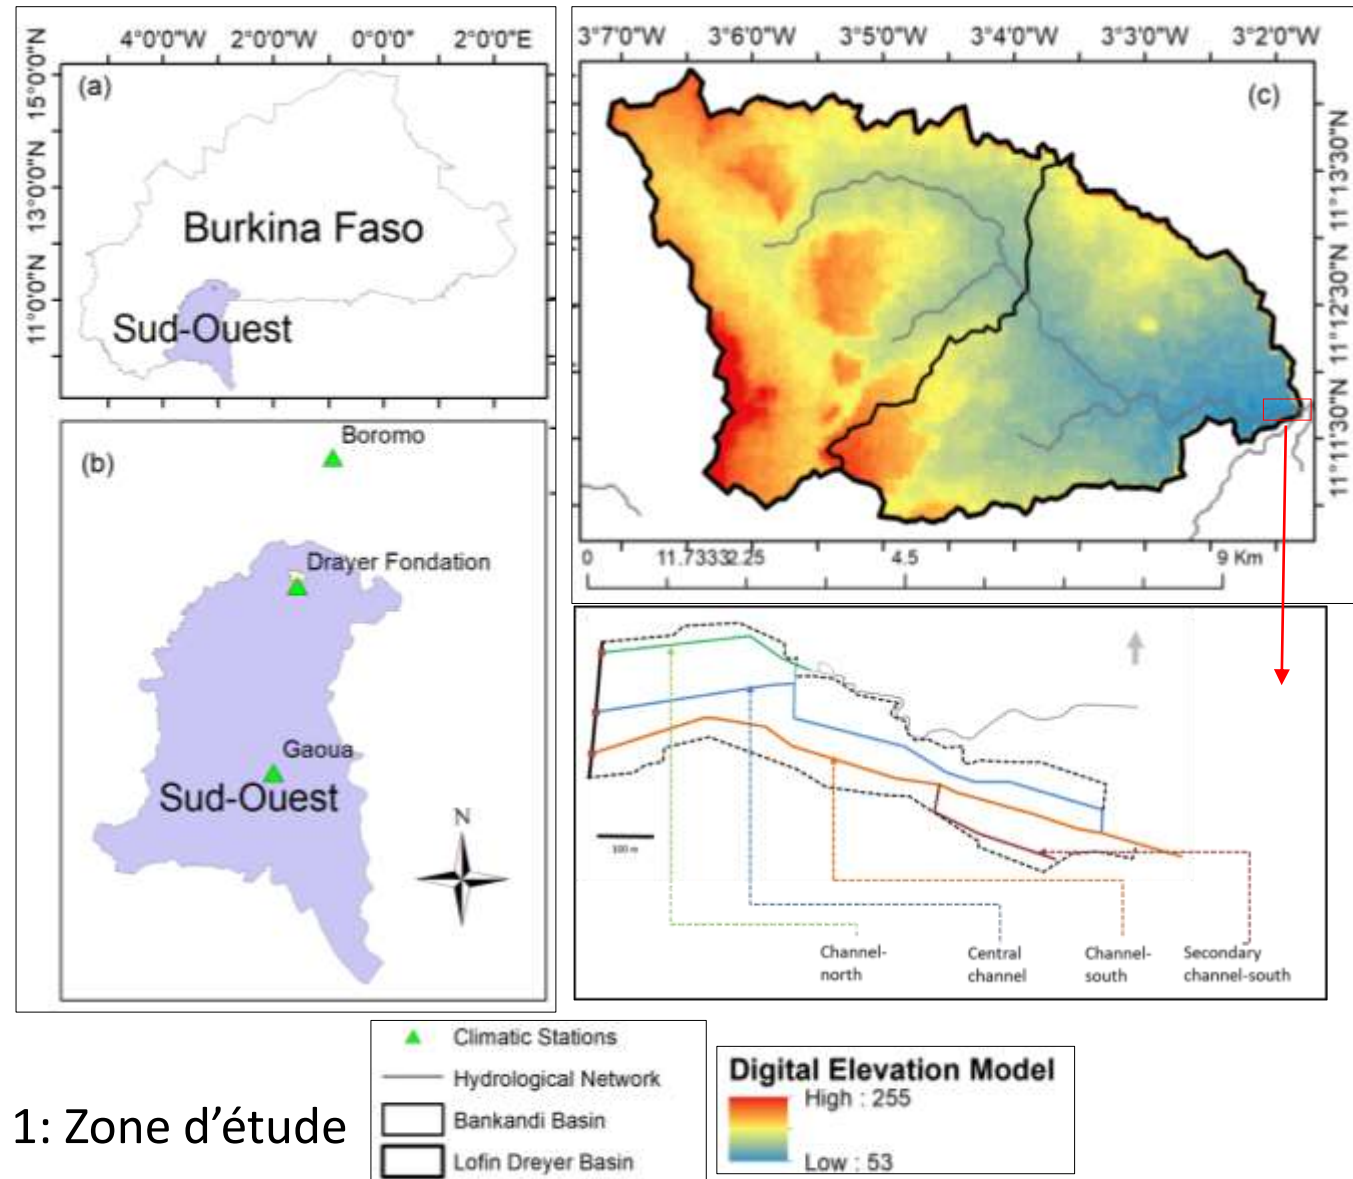 4°0'0"W 2°0'0"W 0°0'0" 2°0'0"E
15°0'0"N
13°0'0"N
11°0'0"N
(a)
Burkina Faso
Sud-Ouest
(b)
Boromo
Drayer Fondation
Gaoua
Sud-Ouest
N
3°7'0"W 3°6'0"W 3°5'0"W 3°4'0"W 3°3'0"W 3°2'0"W
(c)
11°13'30"N
11°12'30"N
11°11'30"N
0 11.73332.25 4.5 9 Km
100 m
Channel-north
Central channel
Channel-south
Secondary channel-south
Climatic Stations
Hydrological Network
Bankandi Basin
Lofin Dreyer Basin
Digital Elevation Model
High : 255
Low : 53
1: Zone d'étude